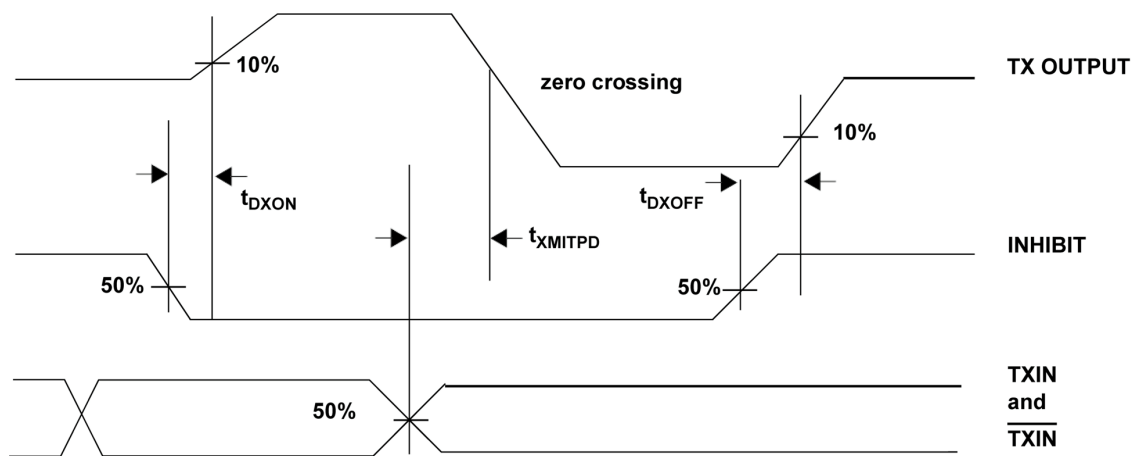 10%
zero crossing
TX OUTPUT
10%
tDXON
tDXOFF
tXMITPD
INHIBIT
50%
50%
50%
TXIN
and
TXIN